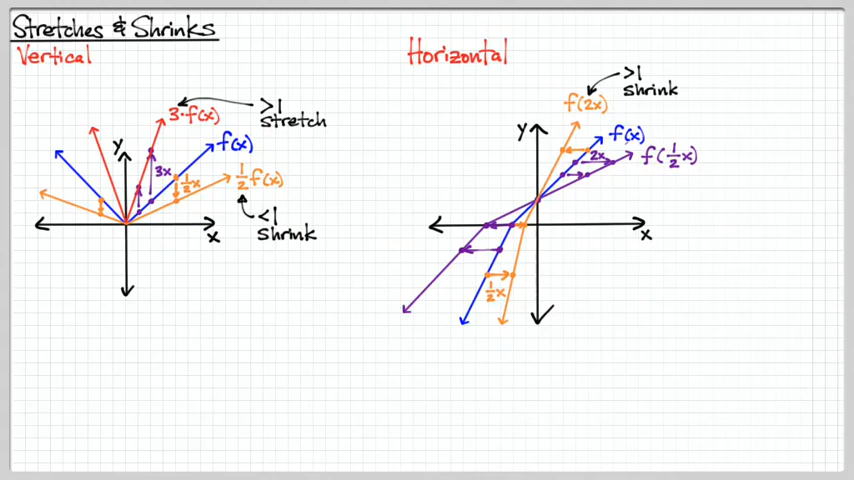 Stretches & Shrinks
Vertical
>1
stretch
3·f(x)
y
f(x)
3x
1/2x
1/2f(x)
<1
shrink
x
Horizontal
>1
shrink
f(2x)
y
f(x)
2x
f(1/2x)
x
1/2x